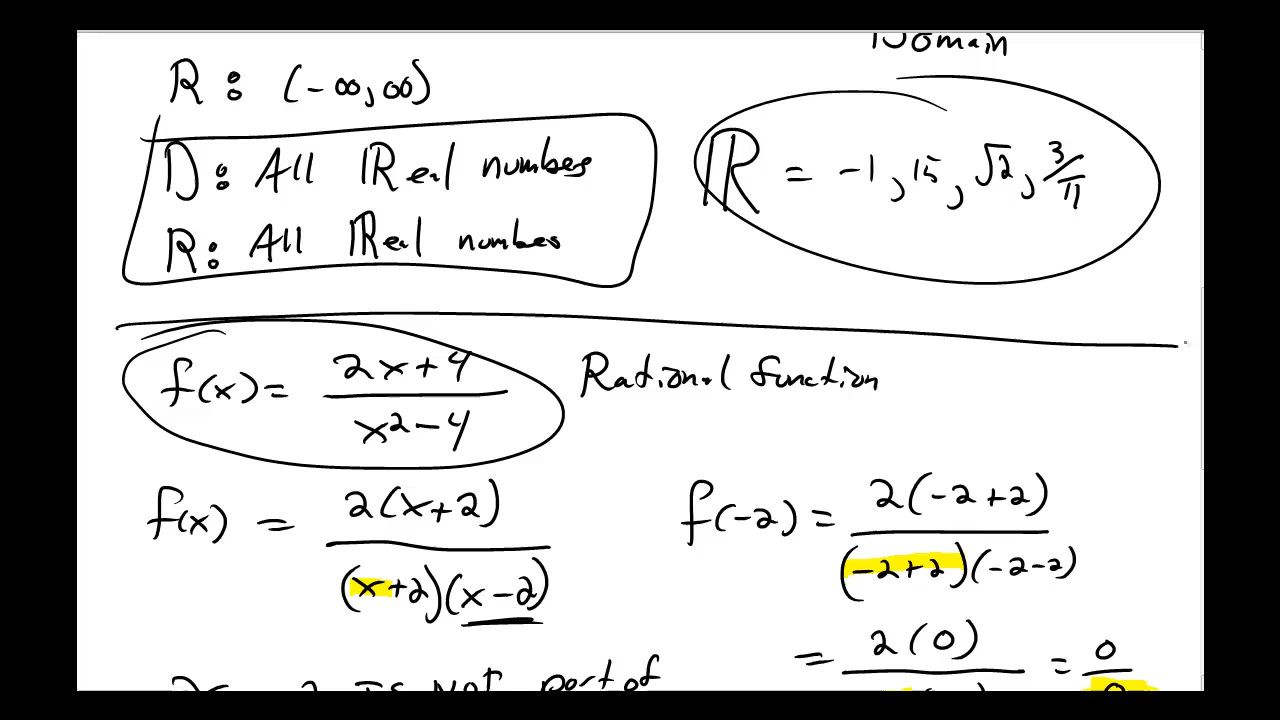 Domain
R: (-∞,∞)
D: All ℝeal numbers
R: All ℝeal numbers
ℝ = -1, 15, √2, 3/π
f(x) = (2x+4)/(x²-4) Rational function
f(x) = 2(x+2)/((x+2)(x-2))
f(-2) = 2(-2+2)/((-2+2)(-2-2))
= 2(0)/ = 0/0
IS NOT part of